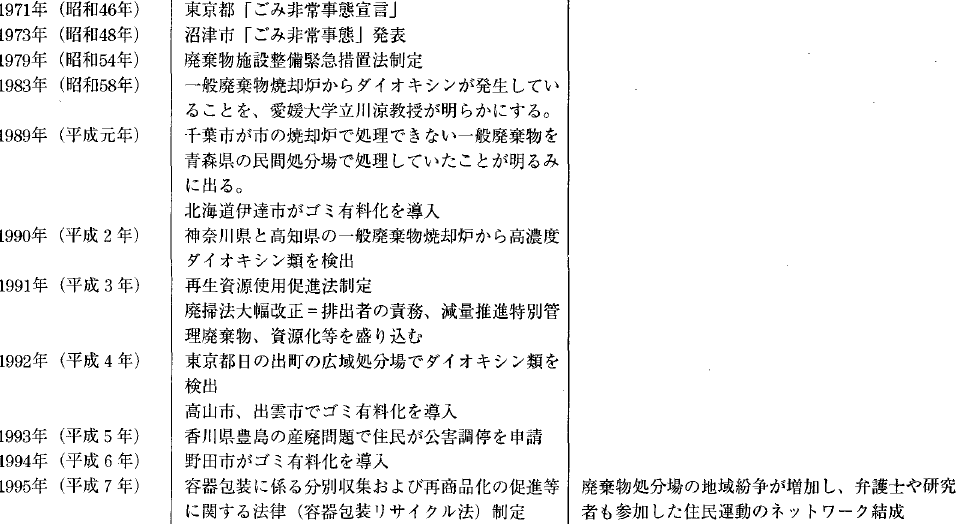 1971年（昭和46年） 東京都「ごみ非常事態宣言」
1973年（昭和48年） 沼津市「ごみ非常事態」発表
1979年（昭和54年） 廃棄物施設整備緊急措置法制定
1983年（昭和58年） 一般廃棄物焼却炉からダイオキシンが発生してい
ることを、愛媛大学立川涼教授が明らかにする。
1989年（平成元年） 千葉市が市の焼却炉で処理できない一般廃棄物を
青森県の民間処分場で処理していたことが明るみ
に出る。
北海道伊達市がゴミ有料化を導入
1990年（平成２年） 神奈川県と高知県の一般廃棄物焼却炉から高濃度
ダイオキシン類を検出
1991年（平成３年） 再生資源使用促進法制定
廃掃法大幅改正＝排出者の責務、減量推進特別管
理廃棄物、資源化等を盛り込む
1992年（平成４年） 東京都日の出町の広域処分場でダイオキシン類を
検出
高山市、出雲市でゴミ有料化を導入
1993年（平成５年） 香川県豊島の産廃問題で住民が公害調停を申請
1994年（平成６年） 野田市がゴミ有料化を導入
1995年（平成７年） 容器包装に係る分別収集および再商品化の促進等 廃棄物処分場の地域紛争が増加し、弁護士や研究
に関する法律（容器包装リサイクル法）制定 者も参加した住民運動のネットワーク結成